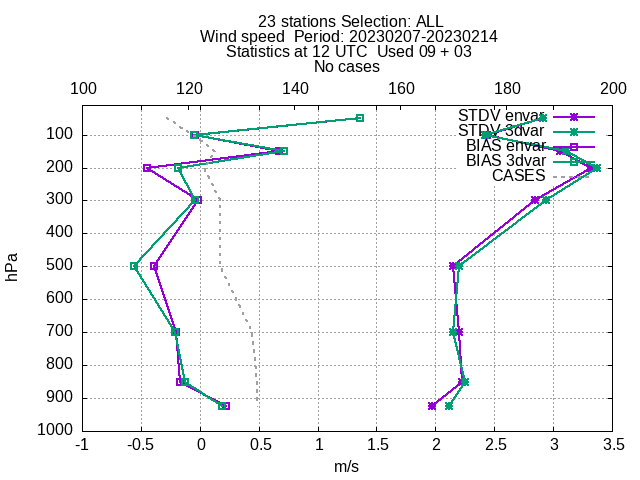 23 stations Selection: ALL
Wind speed  Period: 20230207-20230214
Statistics at 12 UTC  Used 09 + 03
No cases
100 120 140 160 180 200
STDV envar
STDV 3dvar
BIAS envar
BIAS 3dvar
CASES
100
200
300
400
500
600
700
800
900
1000
hPa
-1 -0.5 0 0.5 1 1.5 2 2.5 3 3.5
m/s